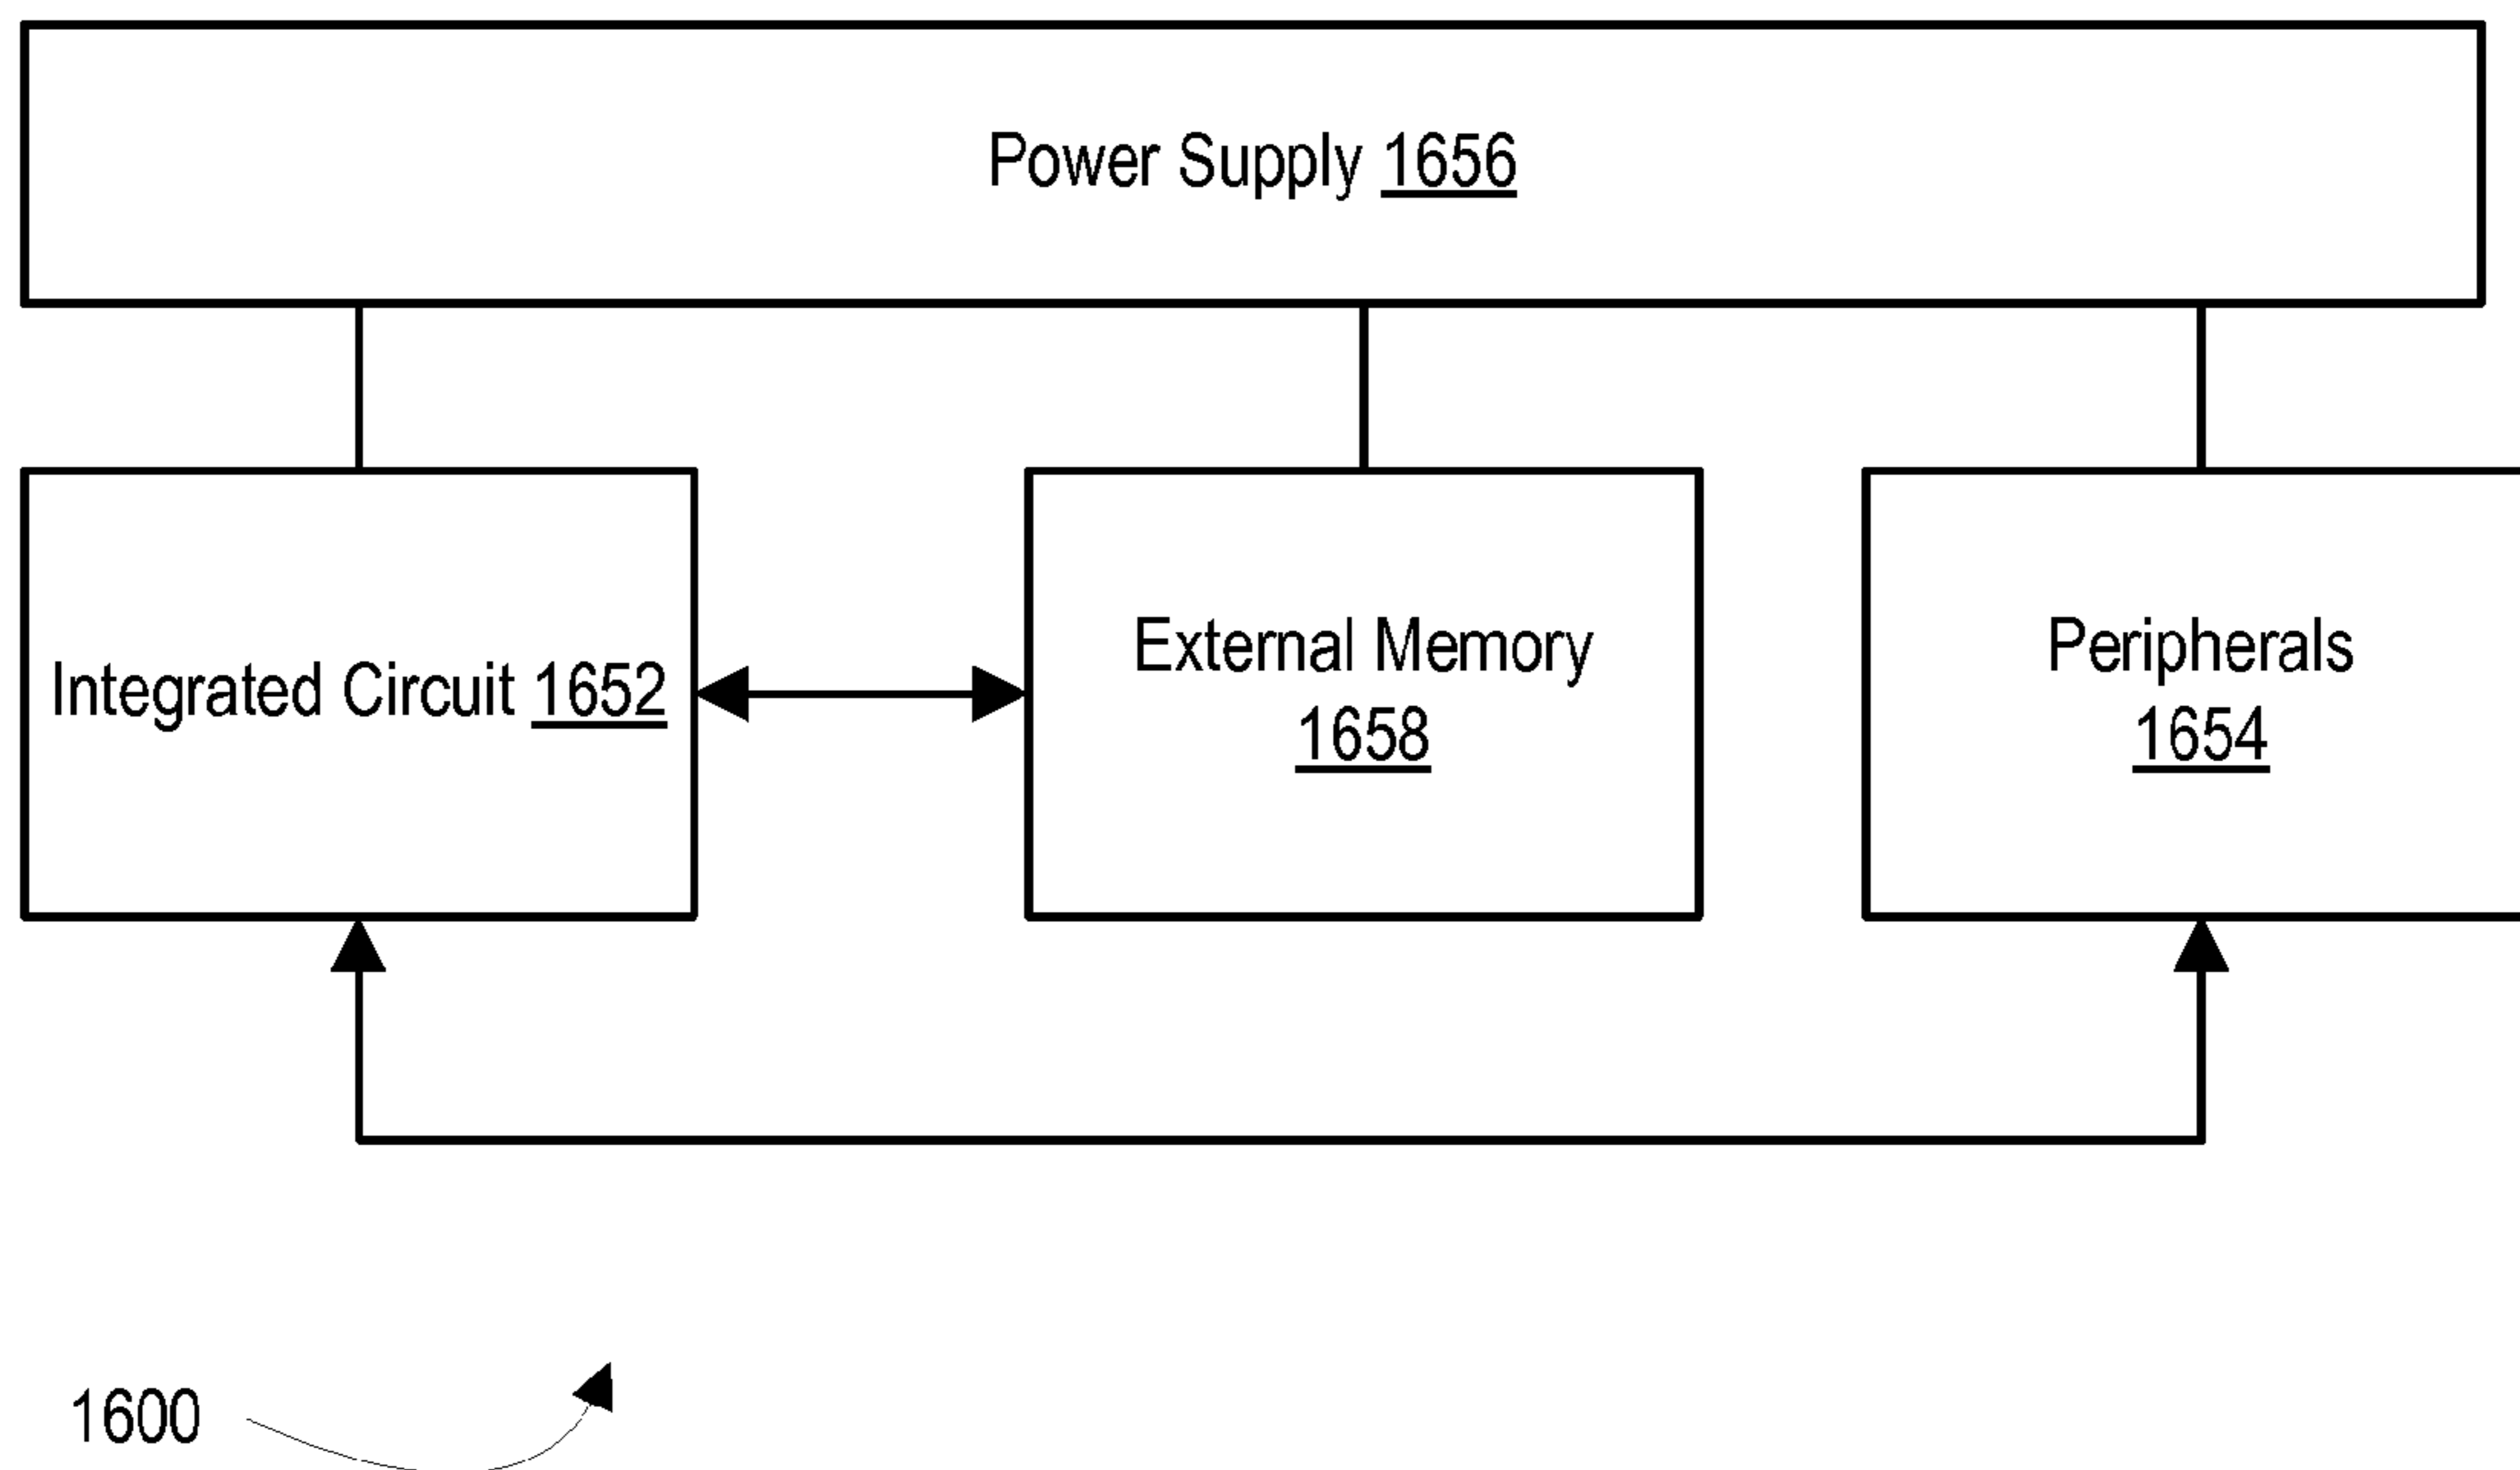 Power Supply 1656
Integrated Circuit 1652
External Memory
1658
Peripherals
1654
1600